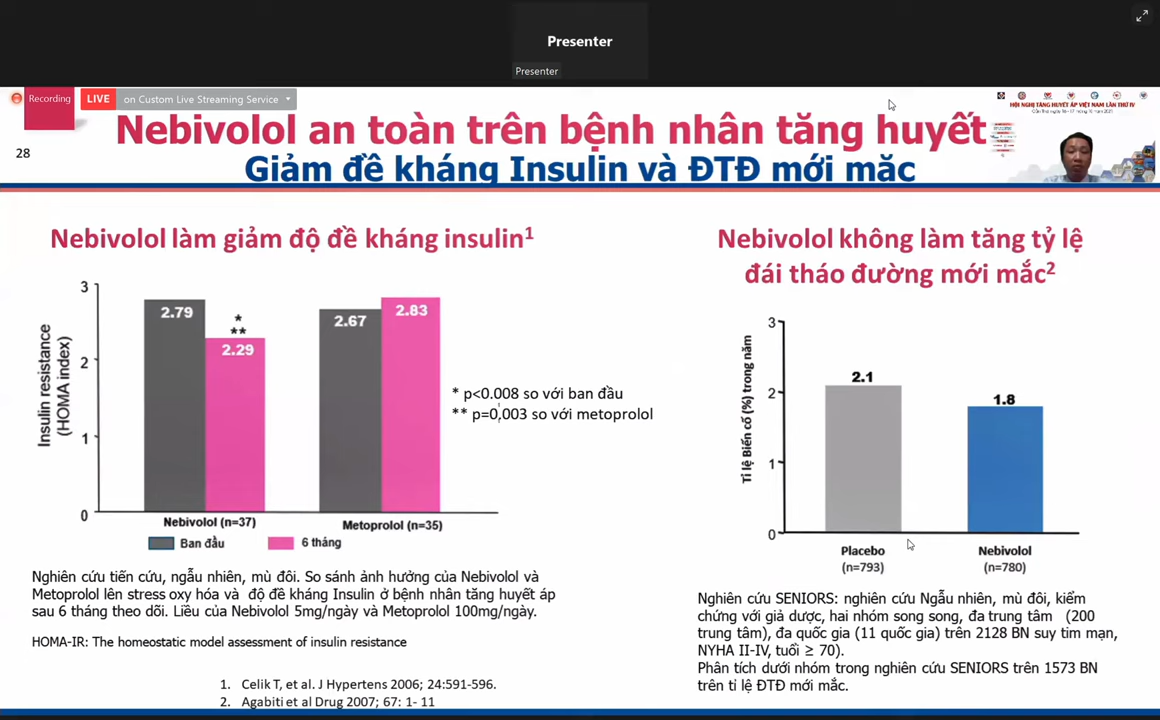 Presenter
Presenter
Recording
LIVE
on Custom Live Streaming Service
HỘI NGHỊ TĂNG HUYẾT ÁP VIỆT NAM LẦN THỨ IV
28
Nebivolol an toàn trên bệnh nhân tăng huyết
Giảm đề kháng Insulin và ĐTĐ mới mắc
Nebivolol làm giảm độ đề kháng insulin1
3
2
1
0
Insulin resistance
(HOMA index)
2.79
*
**
2.29
2.67
2.83
Nebivolol (n=37)
Metoprolol (n=35)
Ban đầu
6 tháng
* p<0.008 so với ban đầu
** p=0,003 so với metoprolol
Nghiên cứu tiến cứu, ngẫu nhiên, mù đôi. So sánh ảnh hưởng của Nebivolol và
Metoprolol lên stress oxy hóa và độ đề kháng Insulin ở bệnh nhân tăng huyết áp
sau 6 tháng theo dõi. Liều của Nebivolol 5mg/ngày và Metoprolol 100mg/ngày.
HOMA-IR: The homeostatic model assessment of insulin resistance
1. Celik T, et al. J Hypertens 2006; 24:591-596.
2 Agabiti et al Drug 2007; 67: 1- 11
Nebivolol không làm tăng tỷ lệ
đái tháo đường mới mắc2
3
2
1
0
Tỉ lệ Biến cố (%) trong năm
2.1
1.8
Placebo
(n=793)
Nebivolol
(n=780)
Nghiên cứu SENIORS: nghiên cứu Ngẫu nhiên, mù đôi, kiểm
chứng với giả dược, hai nhóm song song, đa trung tâm (200
trung tâm), đa quốc gia (11 quốc gia) trên 2128 BN suy tim mạn,
NYHA II-IV, tuổi ≥ 70).
Phân tích dưới nhóm trong nghiên cứu SENIORS trên 1573 BN
trên tỉ lệ ĐTĐ mới mắc.